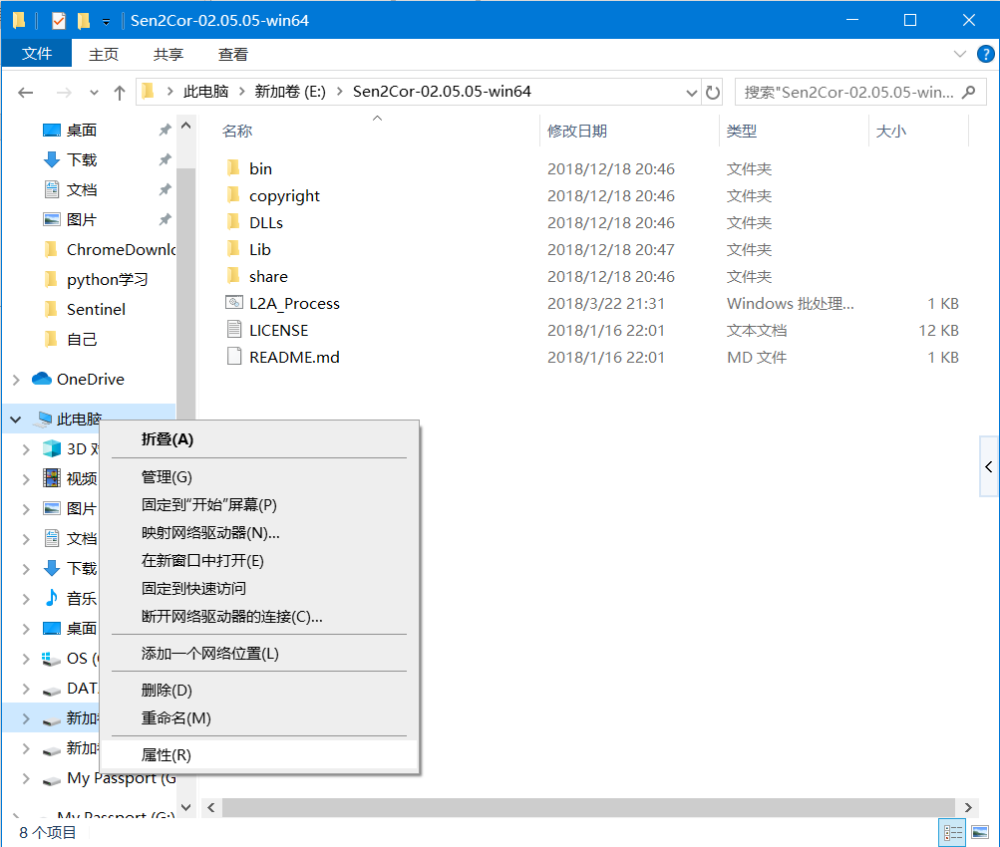 Sen2Cor-02.05.05-win64
文件 主页 共享 查看
此电脑 新加卷 (E:) Sen2Cor-02.05.05-win64 搜索"Sen2Cor-02.05.05-win...
桌面
下载
文档
图片
ChromeDownlo
python学习
Sentinel
自己
OneDrive
此电脑
3D 对
视频
图片
文档
下载
音乐
桌面
OS (
DATA
新加卷
新加卷
My Passport (G
My Passport (G:)
名称 修改日期 类型 大小
bin 2018/12/18 20:46 文件夹
copyright 2018/12/18 20:46 文件夹
DLLs 2018/12/18 20:46 文件夹
Lib 2018/12/18 20:47 文件夹
share 2018/12/18 20:46 文件夹
L2A_Process 2018/3/22 21:31 Windows 批处理... 1 KB
LICENSE 2018/1/16 22:01 文本文档 12 KB
README.md 2018/1/16 22:01 MD 文件 1 KB
折叠(A)
管理(G)
固定到"开始"屏幕(P)
映射网络驱动器(N)...
在新窗口中打开(E)
固定到快速访问
断开网络驱动器的连接(C)...
添加一个网络位置(L)
删除(D)
重命名(M)
属性(R)
8 个项目